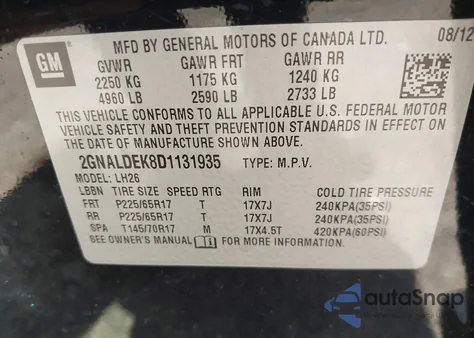 GM
MFD BY GENERAL MOTORS OF CANADA LTD. 08/12
GVWR GAWR FRT GAWR RR
2250 KG 1175 KG 1240 KG
4960 LB 2590 LB 2733 LB
THIS VEHICLE CONFORMS TO ALL APPLICABLE U.S. FEDERAL MOTOR
VEHICLE SAFETY AND THEFT PREVENTION STANDARDS IN EFFECT ON
THE DATE OF MANUFACTURE SHOWN ABOVE.
2GNALDEK8D1131935 TYPE: M.P.V.
MODEL: LH26
LBBN TIRE SIZE SPEED RTG RIM COLD TIRE PRESSURE
FRT P225/65R17 T 17X7J 240KPA(35PSI)
RR P225/65R17 T 17X7J 240KPA(35PSI)
SPA T145/70R17 M 17X4.5T 420KPA(60PSI)
SEE OWNER'S MANUAL FOR MORE INFORMATION.
autoSnap